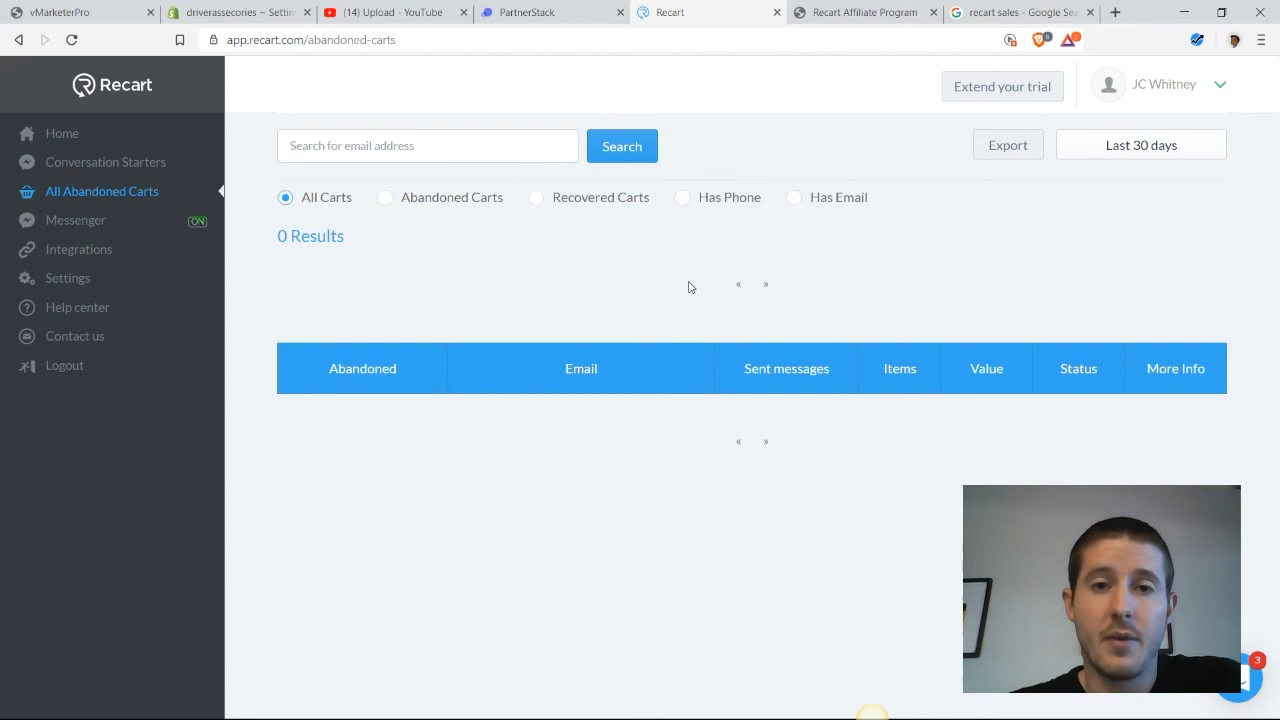 vMarketerPro
driverassecories ~ Settin
(14) Upload - YouTube
PartnerStack
Recart
Recart Affiliate Program
recart sales - Google Sea
app.recart.com/abandoned-carts
Recart
Extend your trial
JC Whitney
Home
Conversation Starters
All Abandoned Carts
Messenger
ON
Integrations
Settings
Help center
Contact us
Logout
Search for email address
Search
Export
Last 30 days
All Carts
Abandoned Carts
Recovered Carts
Has Phone
Has Email
0 Results
« »
Abandoned
Email
Sent messages
Items
Value
Status
More Info
« »
3